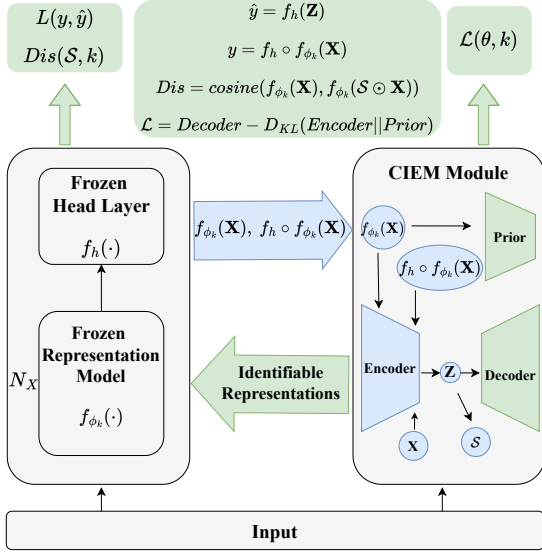 L(y, ŷ)
Dis(𝒮, k)
ŷ = f_h(𝐙)
y = f_h ∘ f_{ϕ_k}(𝐗)
Dis = cosine(f_{ϕ_k}(𝐗), f_{ϕ_k}(𝒮 ⊙ 𝐗))
ℒ = Decoder − D_{KL}(Encoder||Prior)
ℒ(θ, k)
Frozen
Head Layer
f_h(·)
Frozen
Representation
Model
f_{ϕ_k}(·)
N_X
f_{ϕ_k}(𝐗), f_h ∘ f_{ϕ_k}(𝐗)
Identifiable
Representations
CIEM Module
f_{ϕ_k}(𝐗)
Prior
f_h ∘ f_{ϕ_k}(𝐗)
Encoder
𝐙
Decoder
𝐗
𝒮
Input